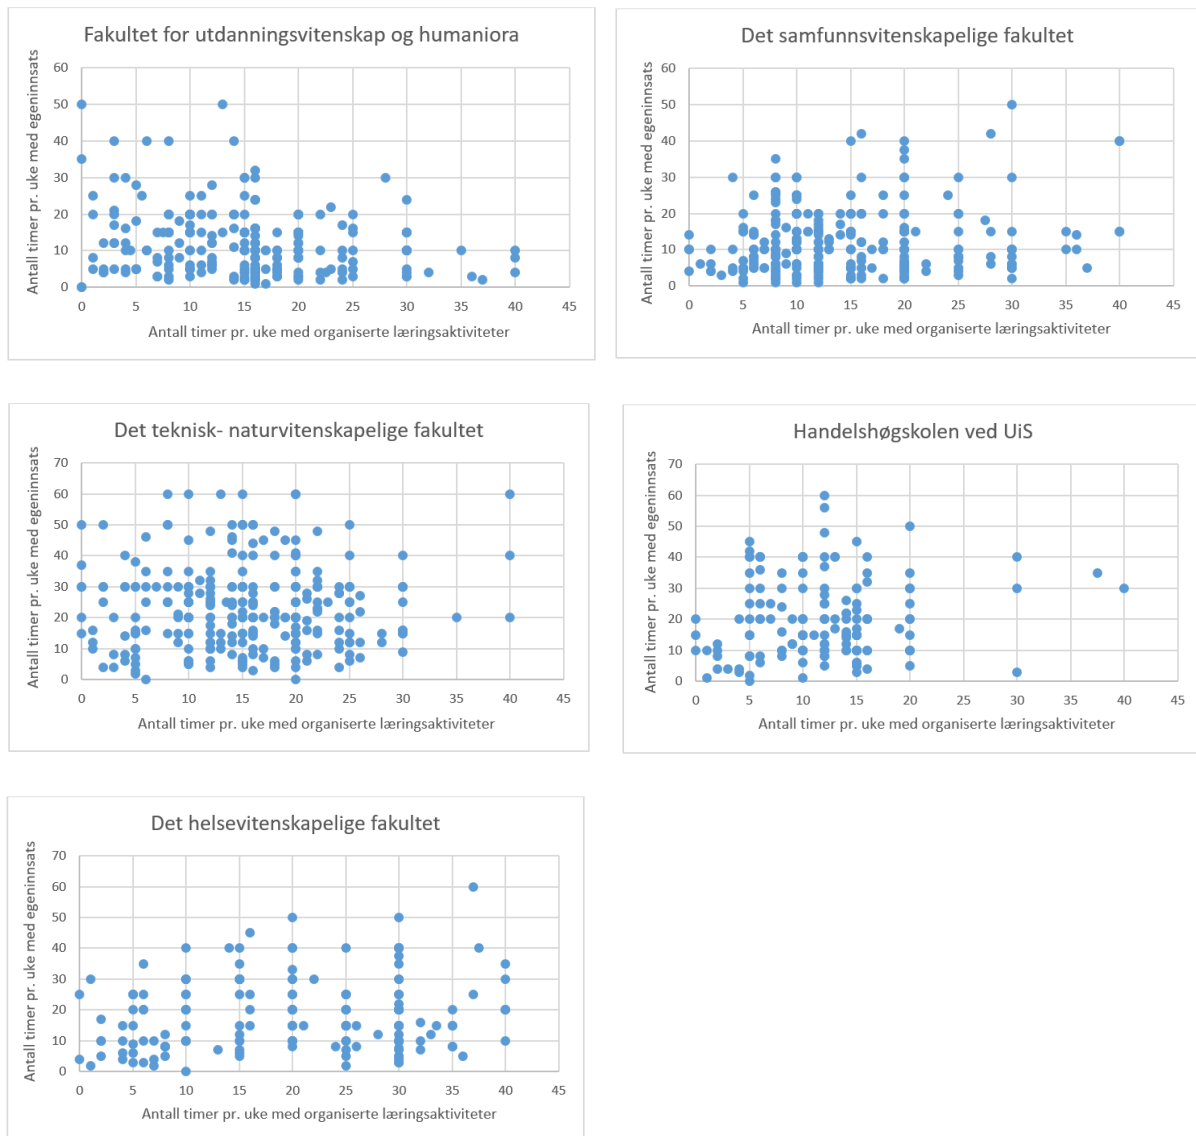 Fakultet for utdanningsvitenskap og humaniora
Antall timer pr. uke med egeninnsats
60
50
40
30
20
10
0
0 5 10 15 20 25 30 35 40 45
Antall timer pr. uke med organiserte læringsaktiviteter
Det samfunnsvitenskapelige fakultet
Antall timer pr. uke med egeninnsats
60
50
40
30
20
10
0
0 5 10 15 20 25 30 35 40 45
Antall timer pr. uke med organiserte læringsaktiviteter
Det teknisk- naturvitenskapelige fakultet
Antall timer pr. uke med egeninnsats
70
60
50
40
30
20
10
0
0 5 10 15 20 25 30 35 40 45
Antall timer pr. uke med organiserte læringsaktiviteter
Handelshøgskolen ved UiS
Antall timer pr. uke med egeninnsats
70
60
50
40
30
20
10
0
0 5 10 15 20 25 30 35 40 45
Antall timer pr. uke med organiserte læringsaktiviteter
Det helsevitenskapelige fakultet
Antall timer pr. uke med egeninnsats
70
60
50
40
30
20
10
0
0 5 10 15 20 25 30 35 40 45
Antall timer pr. uke med organiserte læringsaktiviteter